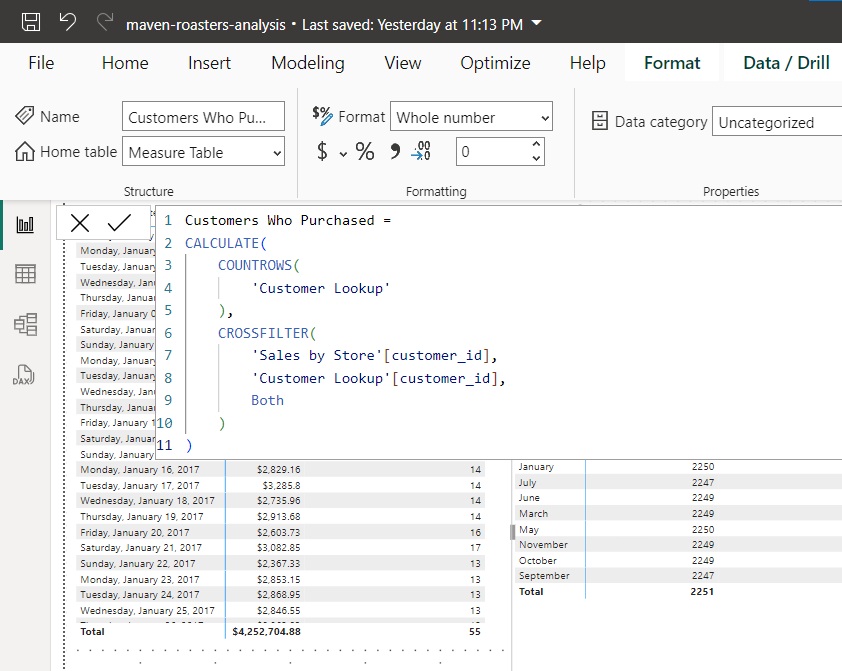 maven-roasters-analysis • Last saved: Yesterday at 11:13 PM
File Home Insert Modeling View Optimize Help Format Data / Drill
Name Customers Who Pu... $% Format Whole number Data category Uncategorized
Home table Measure Table $ % , .00 0
Structure Formatting Properties
1 Customers Who Purchased =
2 CALCULATE(
3 COUNTROWS(
4 'Customer Lookup'
5 ),
6 CROSSFILTER(
7 'Sales by Store'[customer_id],
8 'Customer Lookup'[customer_id],
9 Both
10 )
11 )
DAX
Monday, January
Tuesday, January
Wednesday, Jan
Thursday, Janua
Friday, January 0
Saturday, Januar
Sunday, January
Monday, January
Tuesday, January
Wednesday, Jan
Thursday, Janua
Friday, January 1
Saturday, Januar
Sunday, January
Monday, January 16, 2017 $2,829.16 14
Tuesday, January 17, 2017 $3,285.8 14
Wednesday, January 18, 2017 $2,735.96 14
Thursday, January 19, 2017 $2,913.68 14
Friday, January 20, 2017 $2,603.73 16
Saturday, January 21, 2017 $3,082.85 17
Sunday, January 22, 2017 $2,367.33 13
Monday, January 23, 2017 $2,853.15 13
Tuesday, January 24, 2017 $2,868.95 13
Wednesday, January 25, 2017 $2,846.55 13
Total $4,252,704.88 55
January 2250
July 2247
June 2249
March 2249
May 2250
November 2249
October 2249
September 2247
Total 2251